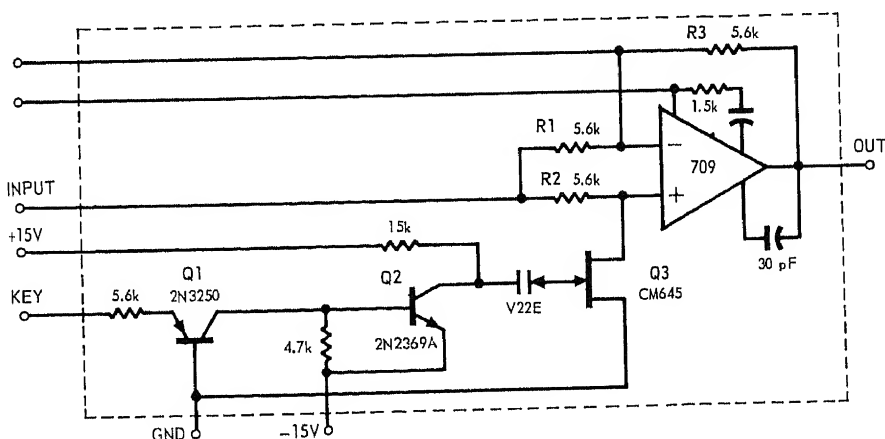 R3 5.6k
1.5k
R1 5.6k
−
709
OUT
INPUT
R2 5.6k
+
+15V
15k
30 pF
Q1
Q2
Q3
KEY
5.6k
2N3250
CM645
V22E
4.7k
2N2369A
GND
−15V